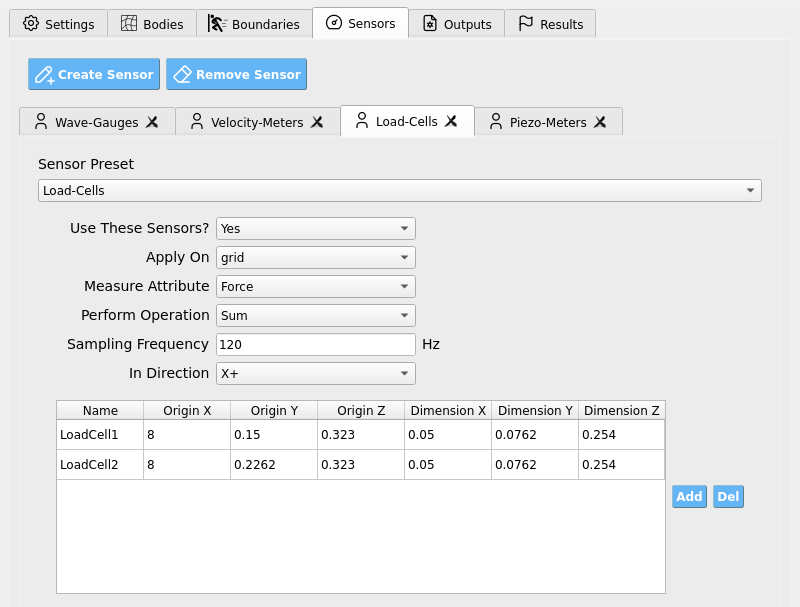 Settings Bodies Boundaries Sensors Outputs Results
Create Sensor Remove Sensor
Wave-Gauges Velocity-Meters Load-Cells Piezo-Meters
Sensor Preset
Load-Cells
Use These Sensors? Yes
Apply On grid
Measure Attribute Force
Perform Operation Sum
Sampling Frequency 120 Hz
In Direction X+
Name Origin X Origin Y Origin Z Dimension X Dimension Y Dimension Z
LoadCell1 8 0.15 0.323 0.05 0.0762 0.254
LoadCell2 8 0.2262 0.323 0.05 0.0762 0.254
Add Del